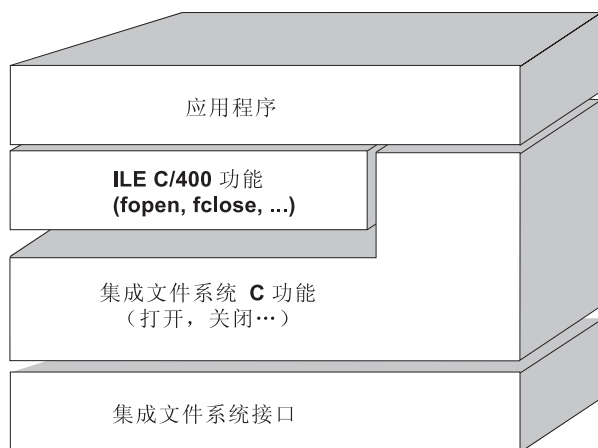 应用程序
ILE C/400 功能
(fopen, fclose, ...)
集成文件系统 C 功能
（打开，关闭…）
集成文件系统接口